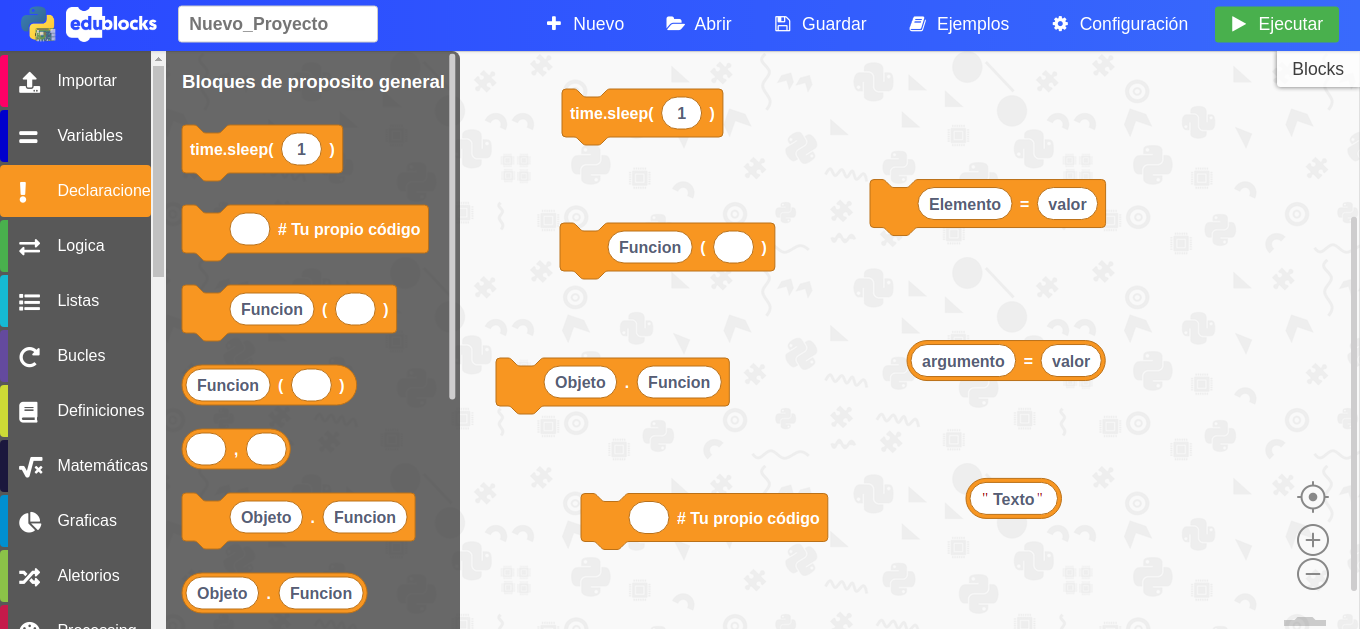 edublocks
Nuevo_Proyecto
Nuevo
Abrir
Guardar
Ejemplos
Configuración
Ejecutar
Blocks
Importar
Variables
Declaracione
Logica
Listas
Bucles
Definiciones
Matemáticas
Graficas
Aletorios
Processing
Bloques de proposito general
time.sleep( 1 )
# Tu propio código
Funcion ( )
Funcion ( )
,
Objeto . Funcion
Objeto . Funcion
time.sleep( 1 )
Elemento = valor
Funcion ( )
argumento = valor
Objeto . Funcion
" Texto "
# Tu propio código